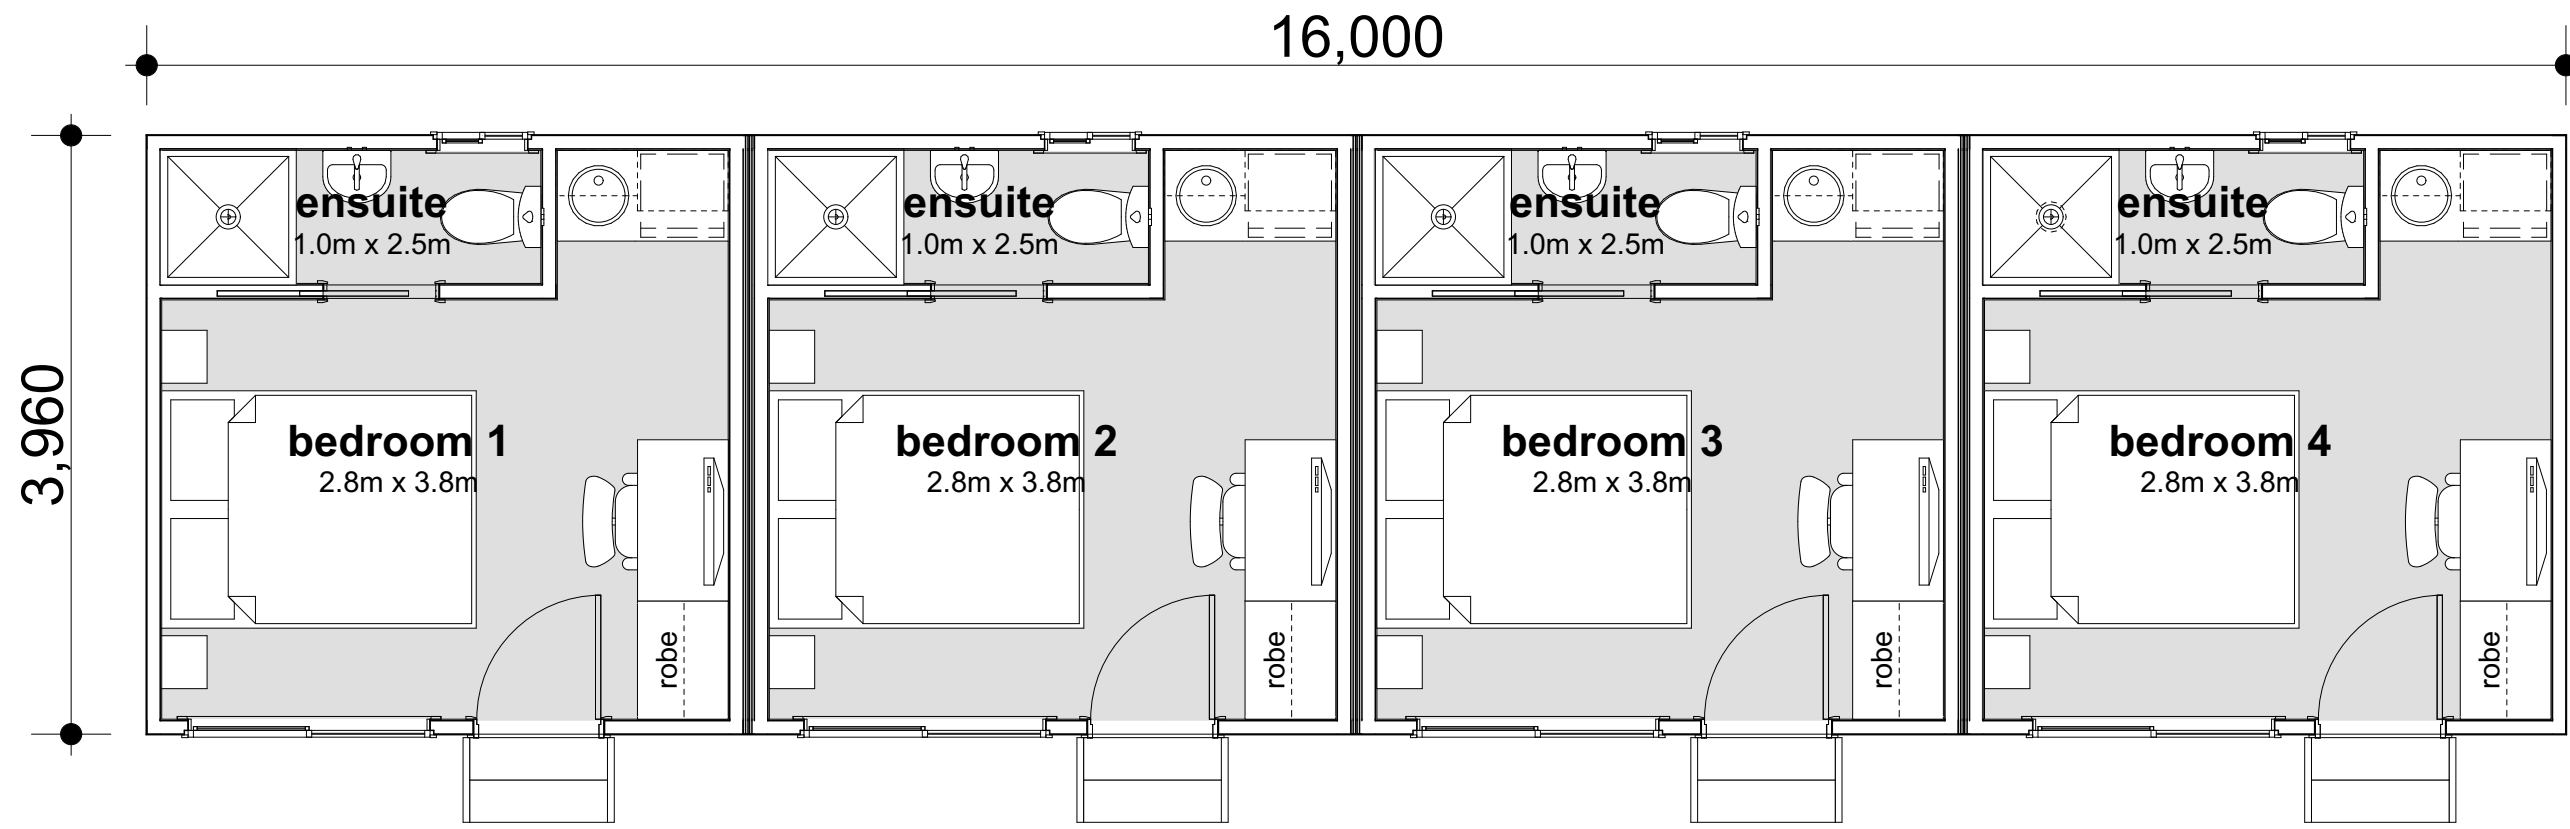 16,000
3,960
ensuite
1.0m x 2.5m
ensuite
1.0m x 2.5m
ensuite
1.0m x 2.5m
ensuite
1.0m x 2.5m
bedroom 1
2.8m x 3.8m
bedroom 2
2.8m x 3.8m
bedroom 3
2.8m x 3.8m
bedroom 4
2.8m x 3.8m
robe
robe
robe
robe